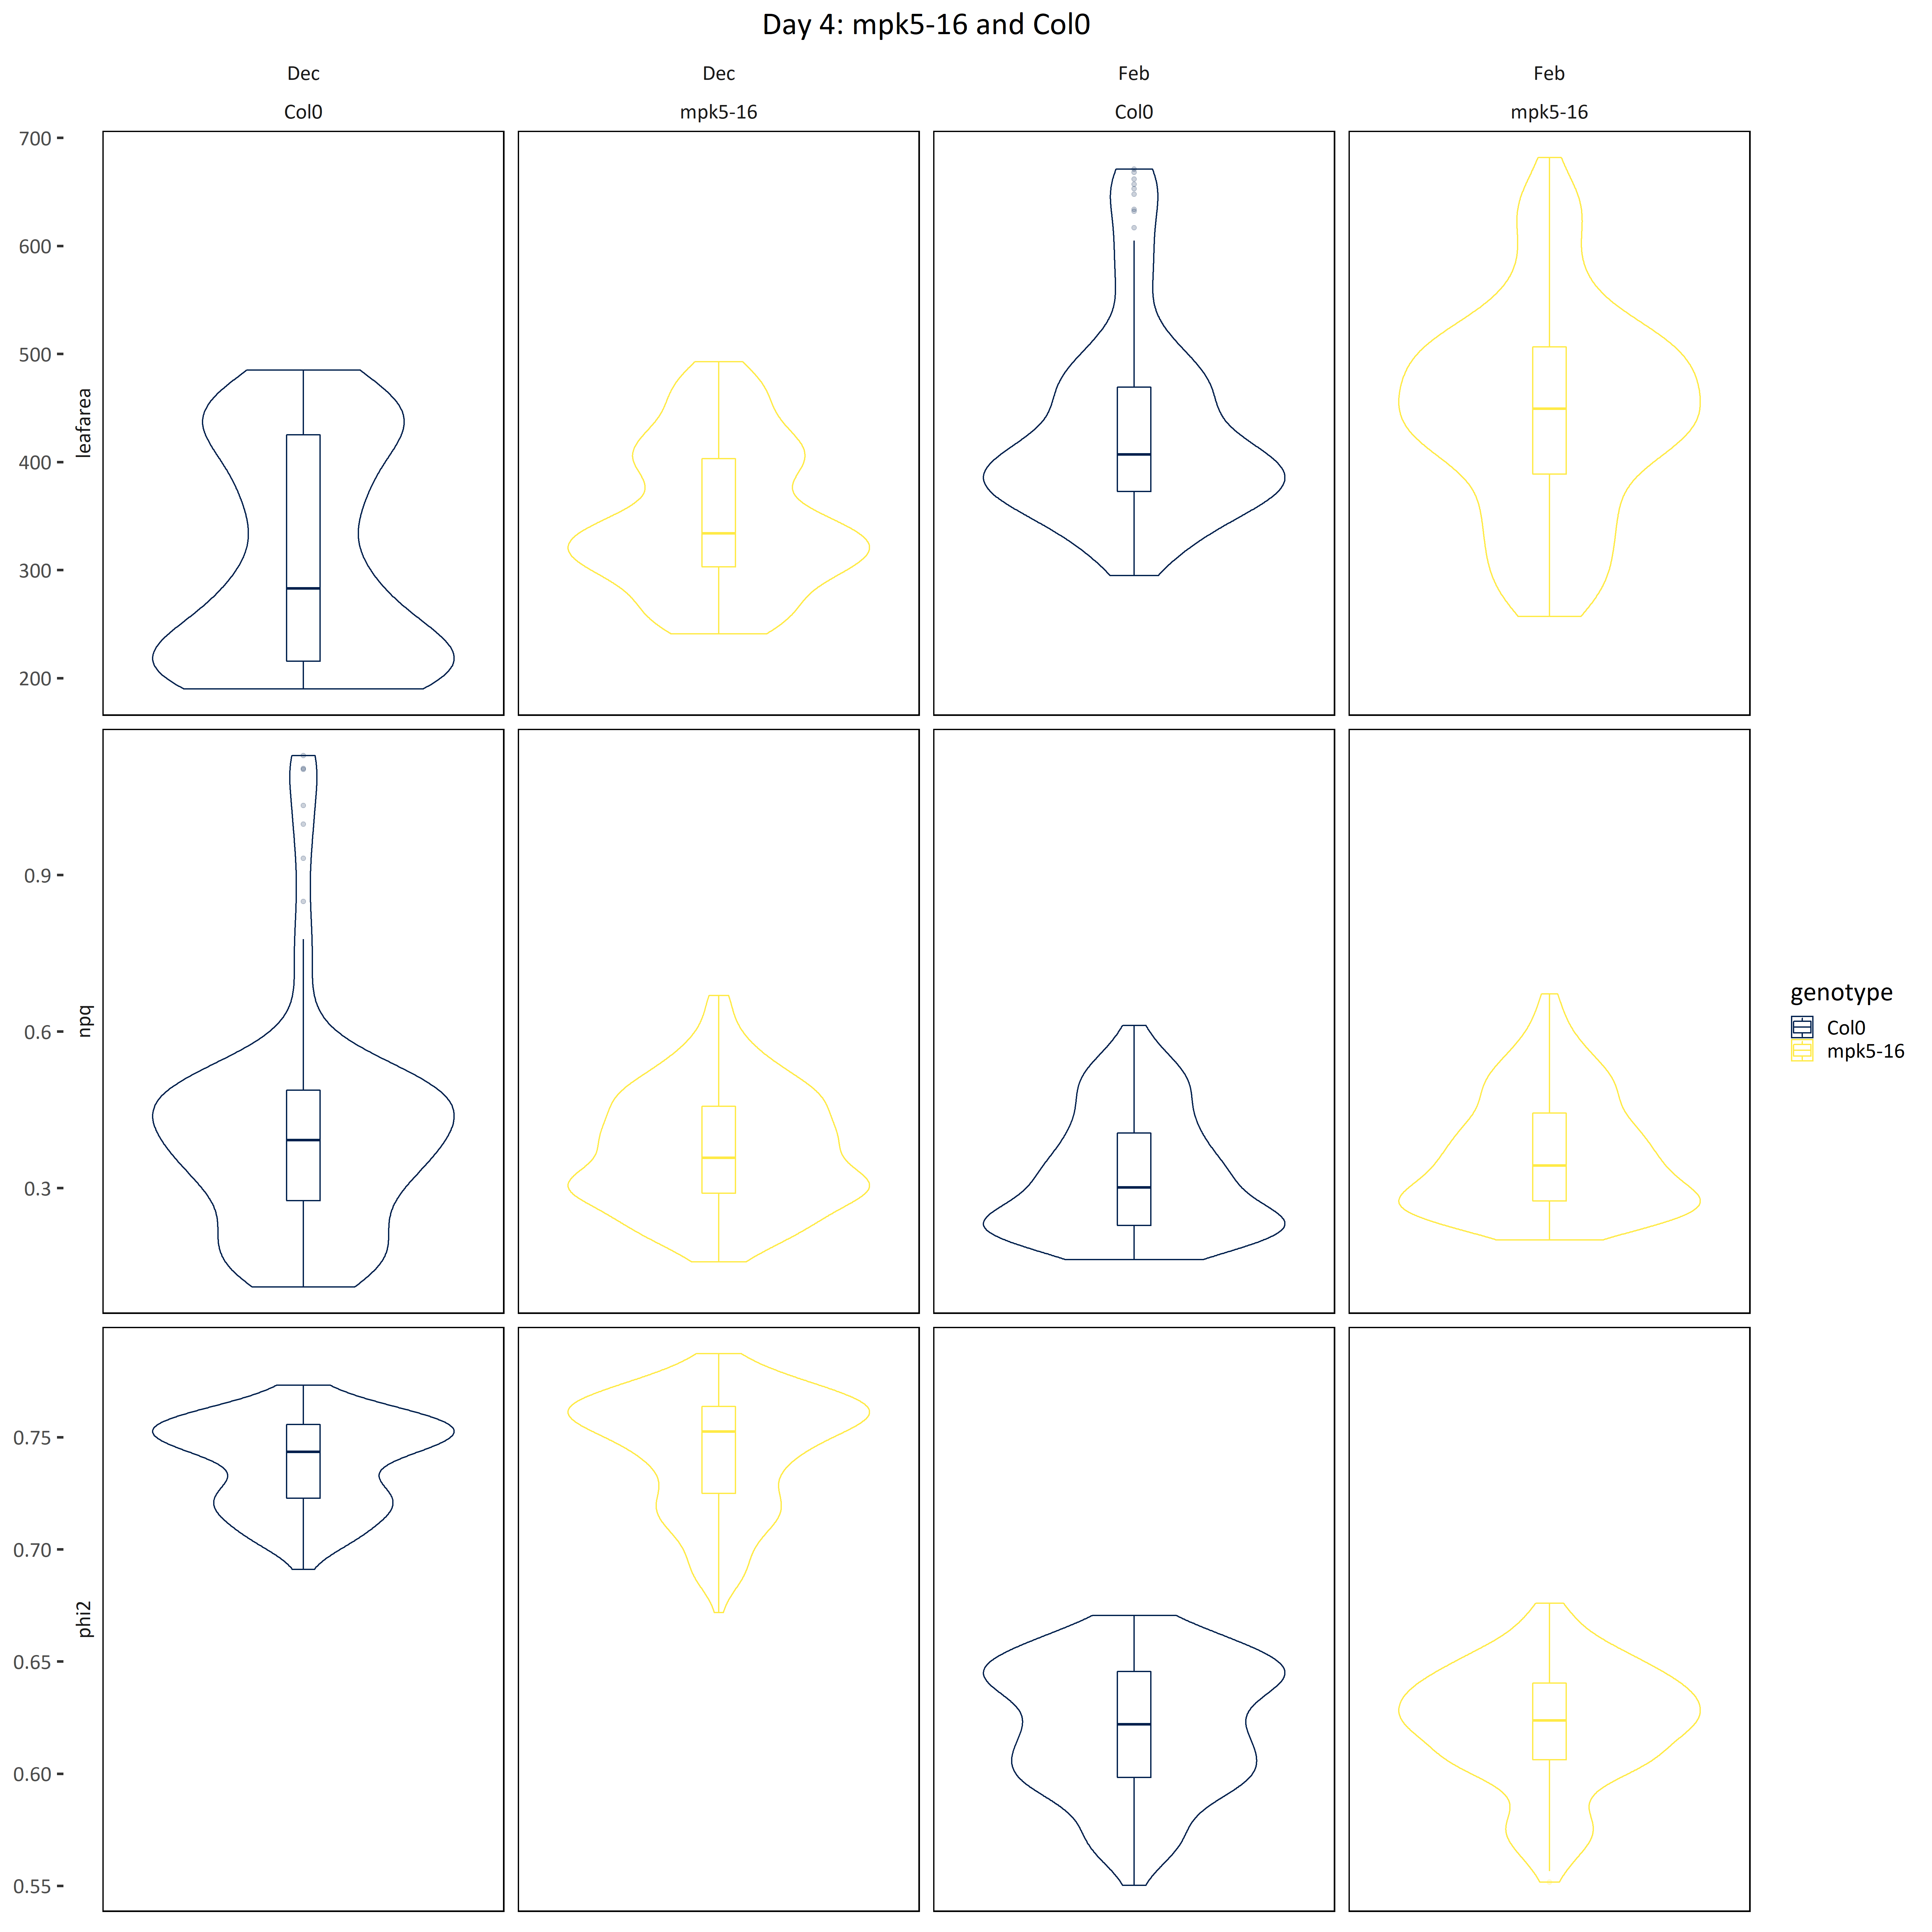 Day 4: mpk5-16 and Col0
Dec Dec Feb Feb
Col0 mpk5-16 Col0 mpk5-16
700
600
500
400
300
200
leafarea
0.9
0.6
0.3
npq
genotype
Col0
mpk5-16
0.75
0.70
0.65
0.60
0.55
phi2